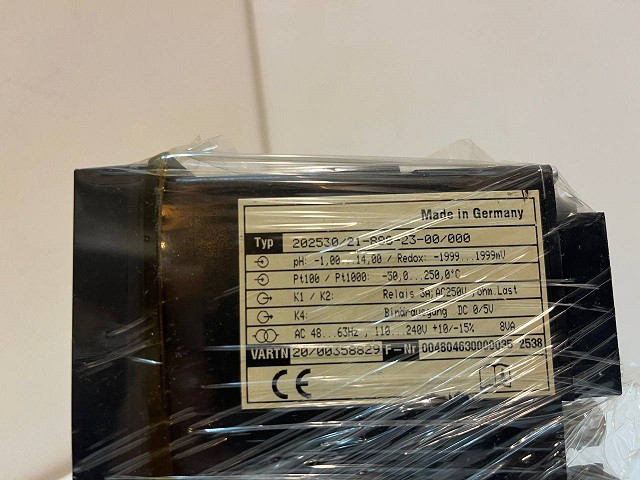 Made in Germany
Typ 202530/21-888-23-00/000
pH: -1,00...14,00 / Redox: -1999...1999mV
Pt100 / Pt1000: -50,0...250,0°C
K1 / K2: Relais 3A,AC250V ,ohm.Last
K4: Binärausgang DC 0/5V
AC 48...63Hz , 110...240V +10/-15% 8VA
VARTN 20/00358829 F-Nr 2538
CE